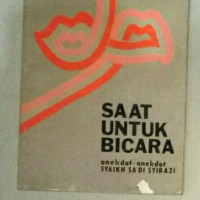 SAAT
UNTUK
BICARA
anekdot-anekdot
SYAIKH SA'DI SYIRAZI